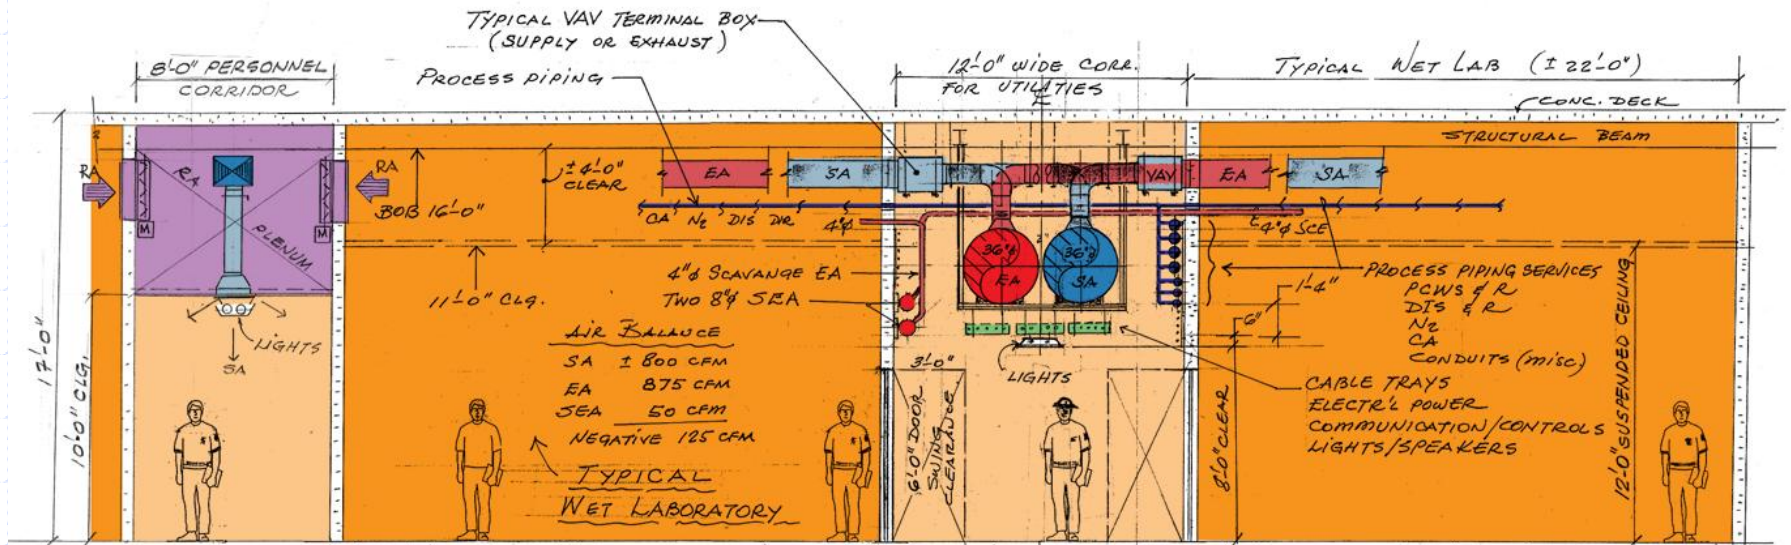 TYPICAL VAV TERMINAL BOX
(SUPPLY OR EXHAUST)
8'-0" PERSONNEL
CORRIDOR
PROCESS PIPING
12'-0" WIDE CORR.
FOR UTILITIES
TYPICAL WET LAB (± 22'-0")
CONC. DECK
STRUCTURAL BEAM
RA
RA
PLENUM
M
M
RA
BOB 16'-0"
± 4'-0"
CLEAR
EA
SA
VAV
EA
SA
CA N2 DIS DIR
4"ø
4"ø SCE
36"ø
EA
36"ø
SA
17'-0"
10'-0" CLG.
LIGHTS
SA
11'-0" CLG.
4"ø SCAVANGE EA
TWO 8"ø SEA
AIR BALANCE
SA ± 800 CFM
EA 875 CFM
SEA 50 CFM
NEGATIVE 125 CFM
TYPICAL
WET LABORATORY
3'-0"
6'-0" DOOR
SWING
CLEARANCE
LIGHTS
6"
1'-4"
8'-0" CLEAR
PROCESS PIPING SERVICES
PCWS & R
DIS & R
N2
CA
CONDUITS (MISC)
CABLE TRAYS
ELECTR'L POWER
COMMUNICATION/CONTROLS
LIGHTS/SPEAKERS
12'-0" SUSPENDED CEILING